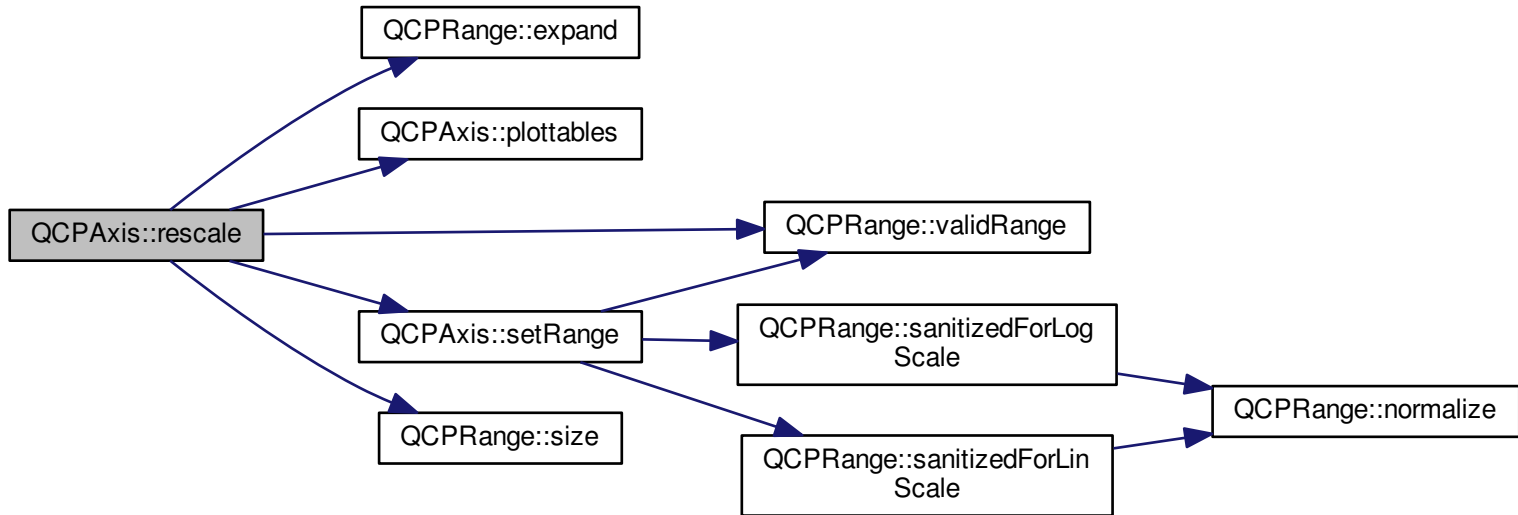 QCPRange::expand
QCPAxis::plottables
QCPAxis::rescale
QCPRange::validRange
QCPAxis::setRange
QCPRange::sanitizedForLog
Scale
QCPRange::normalize
QCPRange::size
QCPRange::sanitizedForLin
Scale